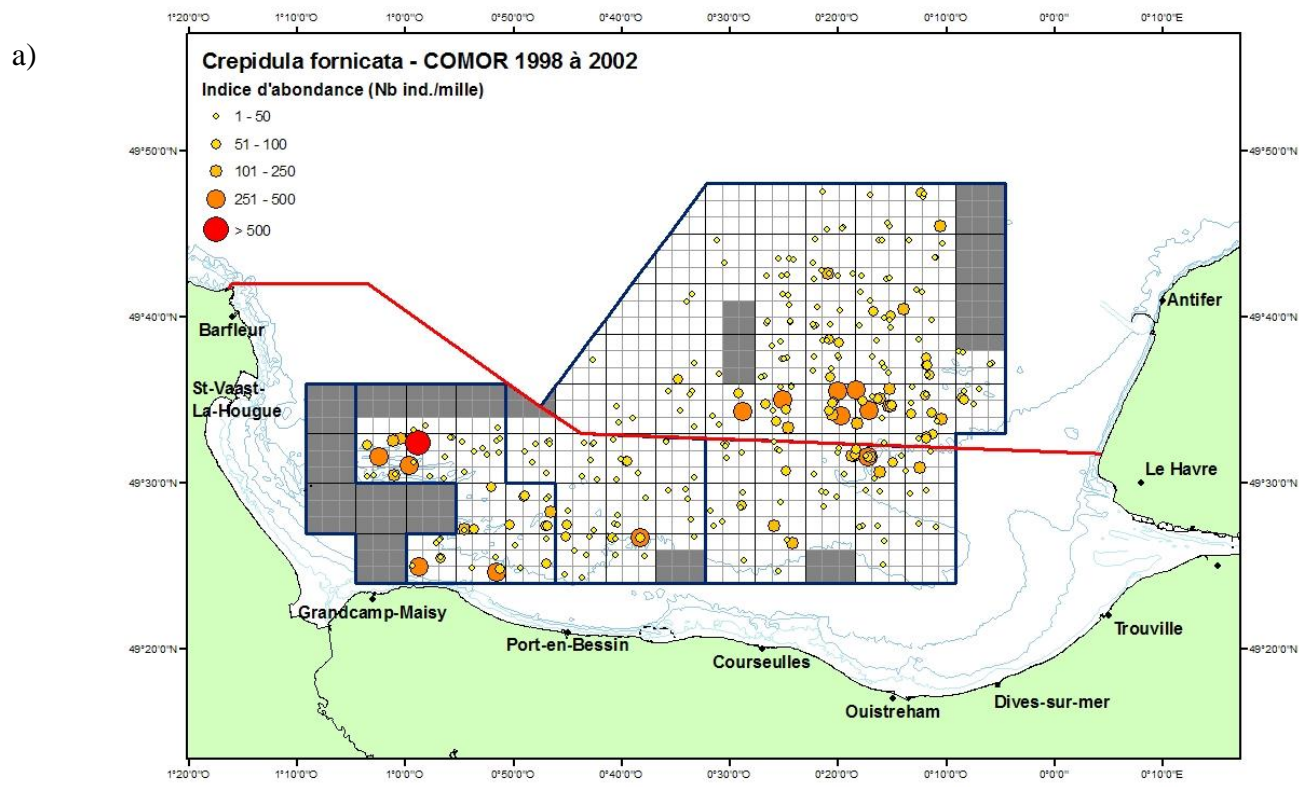 a)
1°20'0"O 1°10'0"O 1°0'0"O 0°50'0"O 0°40'0"O 0°30'0"O 0°20'0"O 0°10'0"O 0°0'0" 0°10'0"E
Crepidula fornicata - COMOR 1998 à 2002
Indice d'abondance (Nb ind./mille)
1 - 50
51 - 100
101 - 250
251 - 500
> 500
49°50'0"N 49°50'0"N
49°40'0"N 49°40'0"N
49°30'0"N 49°30'0"N
49°20'0"N 49°20'0"N
Antifer
Barfleur
St-Vaast-
La-Hougue
Le Havre
Grandcamp-Maisy
Trouville
Port-en-Bessin
Courseulles
Dives-sur-mer
Ouistreham
1°20'0"O 1°10'0"O 1°0'0"O 0°50'0"O 0°40'0"O 0°30'0"O 0°20'0"O 0°10'0"O 0°0'0" 0°10'0"E